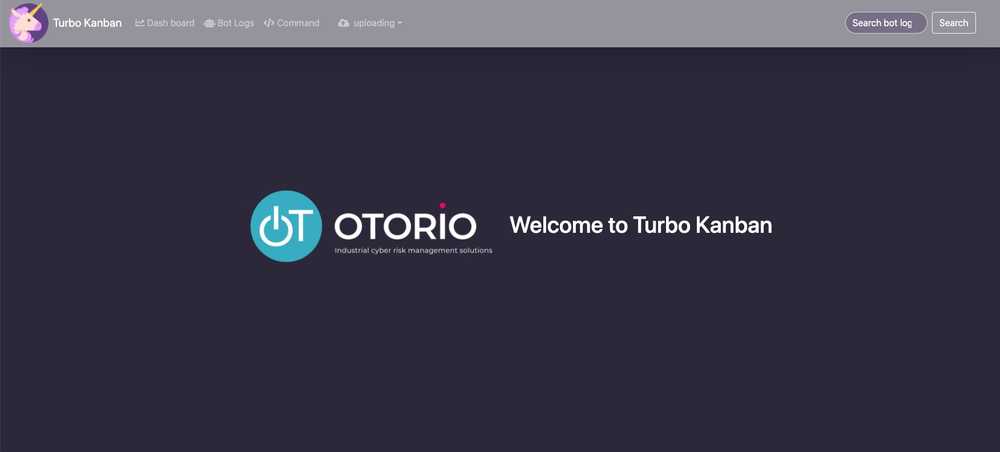 Turbo Kanban Dash board Bot Logs Command uploading Search bot log Search
OTORIO Welcome to Turbo Kanban
Industrial cyber risk management solutions